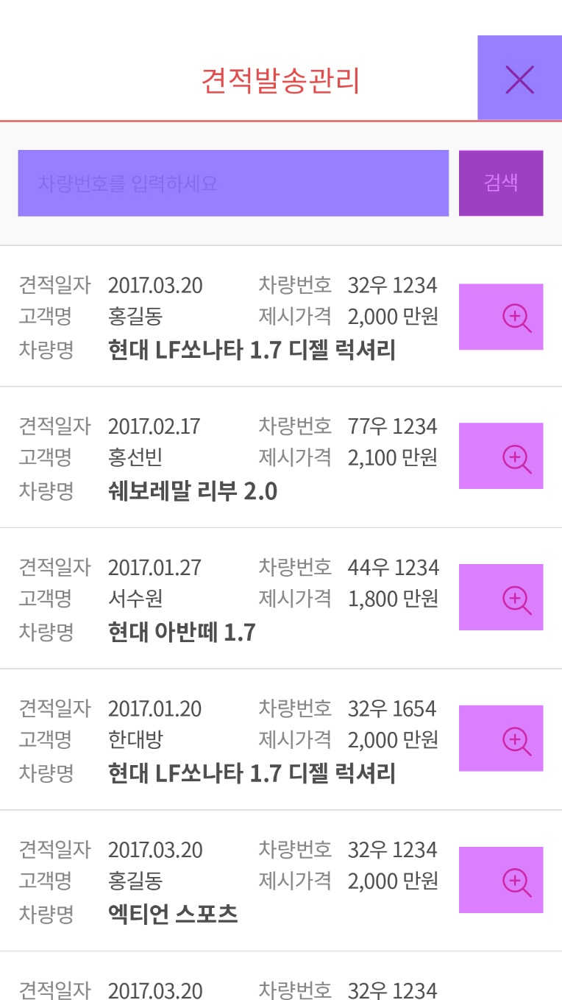 견적발송관리
차량번호를 입력하세요 검색
견적일자 2017.03.20 차량번호 32우 1234
고객명 홍길동 제시가격 2,000 만원
차량명 현대 LF쏘나타 1.7 디젤 럭셔리
견적일자 2017.02.17 차량번호 77우 1234
고객명 홍선빈 제시가격 2,100 만원
차량명 쉐보레말 리부 2.0
견적일자 2017.01.27 차량번호 44우 1234
고객명 서수원 제시가격 1,800 만원
차량명 현대 아반떼 1.7
견적일자 2017.01.20 차량번호 32우 1654
고객명 한대방 제시가격 2,000 만원
차량명 현대 LF쏘나타 1.7 디젤 럭셔리
견적일자 2017.03.20 차량번호 32우 1234
고객명 홍길동 제시가격 2,000 만원
차량명 엑티언 스포츠
견적일자 2017.03.20 차량번호 32우 1234